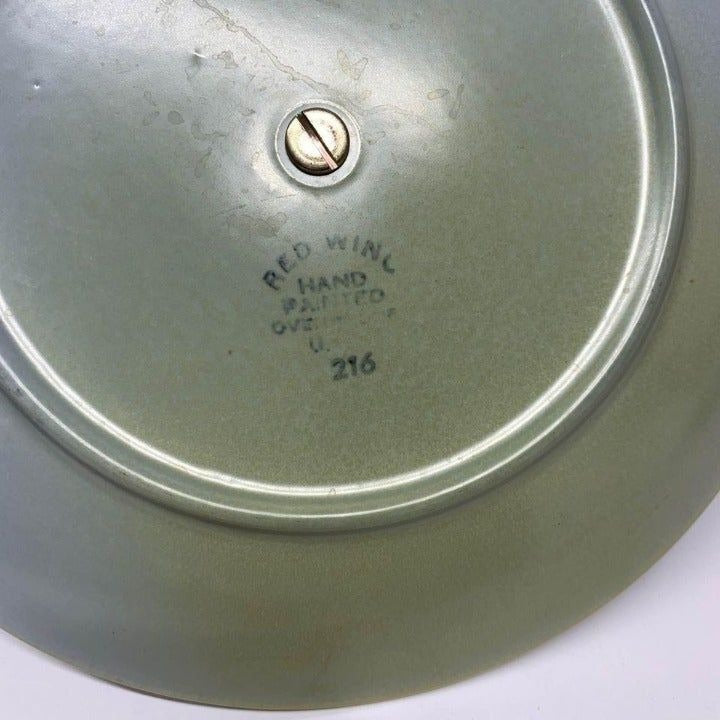 RED WING
HAND
PAINTED
216